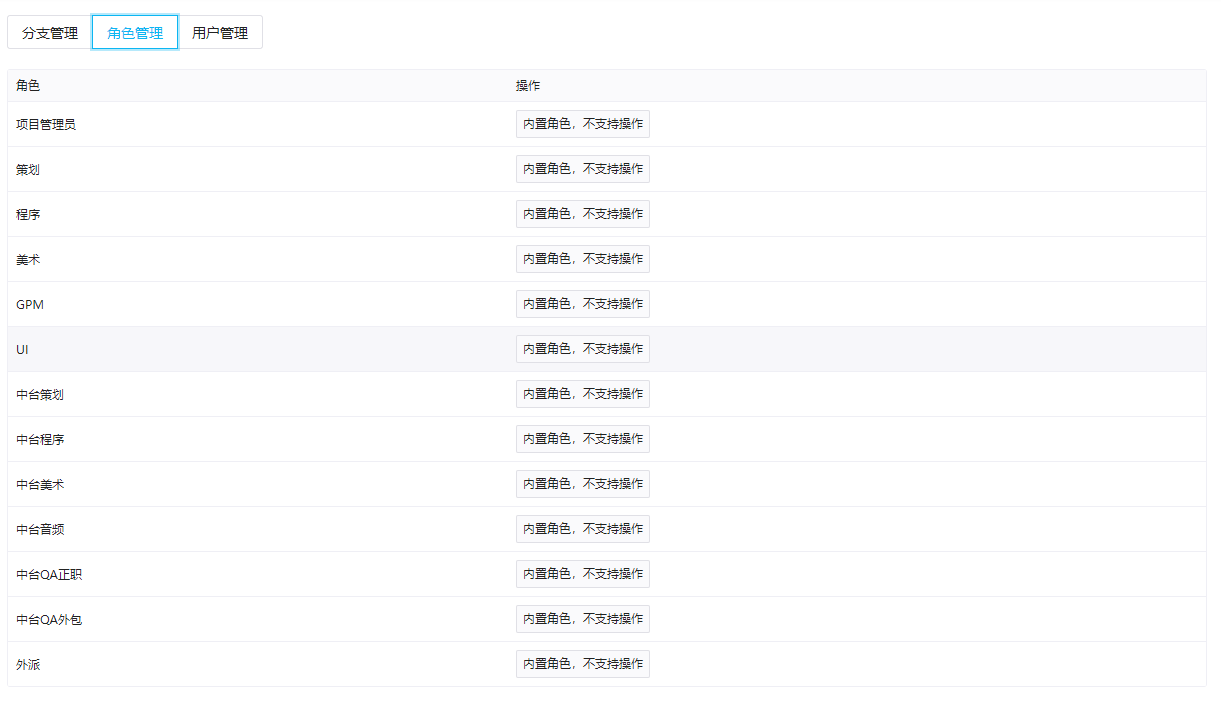 分支管理 角色管理 用户管理
角色 操作
项目管理员 内置角色，不支持操作
策划 内置角色，不支持操作
程序 内置角色，不支持操作
美术 内置角色，不支持操作
GPM 内置角色，不支持操作
UI 内置角色，不支持操作
中台策划 内置角色，不支持操作
中台程序 内置角色，不支持操作
中台美术 内置角色，不支持操作
中台音频 内置角色，不支持操作
中台QA正职 内置角色，不支持操作
中台QA外包 内置角色，不支持操作
外派 内置角色，不支持操作